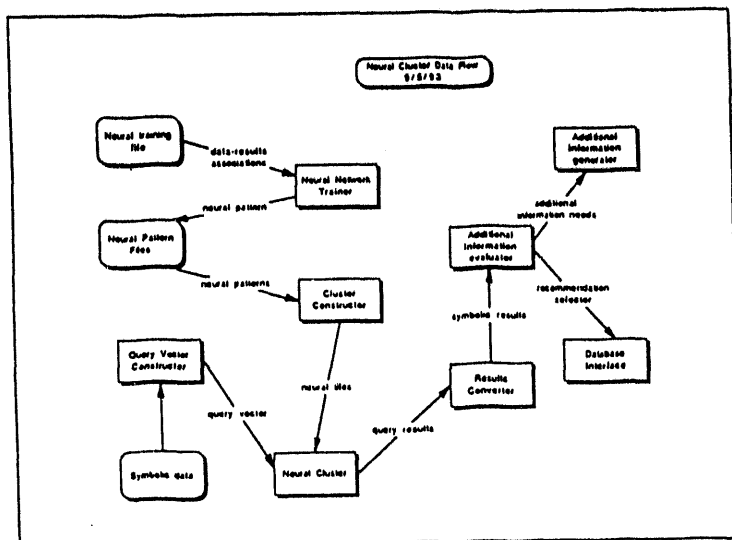 Neural Cluster Data Flow
9/8/93
Neural training
file
data-results
associations
Neural Network
Trainer
neural pattern
Neural Pattern
Files
neural patterns
Cluster
Constructor
Query Vector
Constructor
query vector
neural files
Symbolic data
Neural Cluster
query results
Results
Converter
symbolic results
Additional
Information
evaluator
additional
information needs
Additional
Information
generator
recommendation
selector
Database
Interface